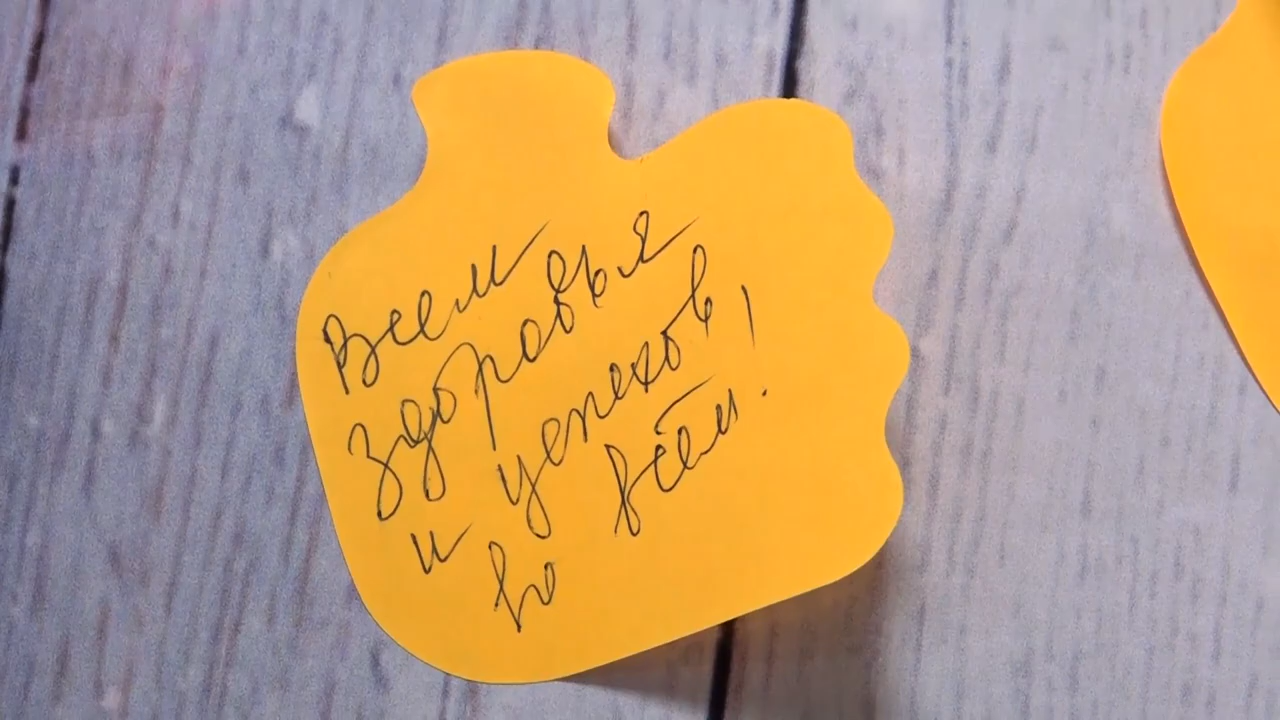 Всем
здоровья
и успехов
во всём!